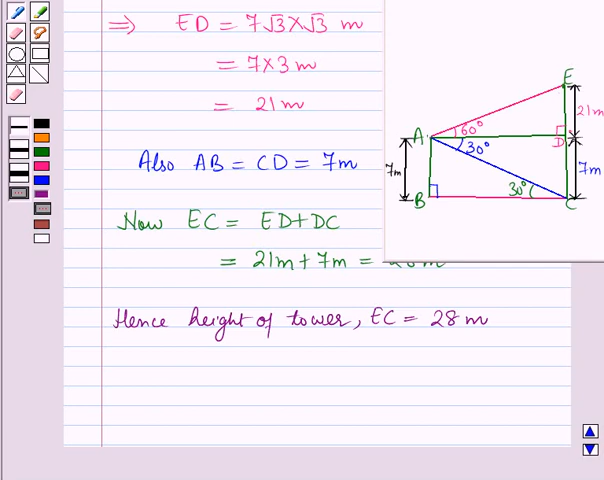 ⇒ ED = 7√3 × √3 m
= 7 × 3 m
= 21 m
Also AB = CD = 7m
Now EC = ED + DC
= 21m + 7m = 28m
Hence height of tower, EC = 28 m
E
21m
60°
A
D
30°
7m
7m
30°
B
C